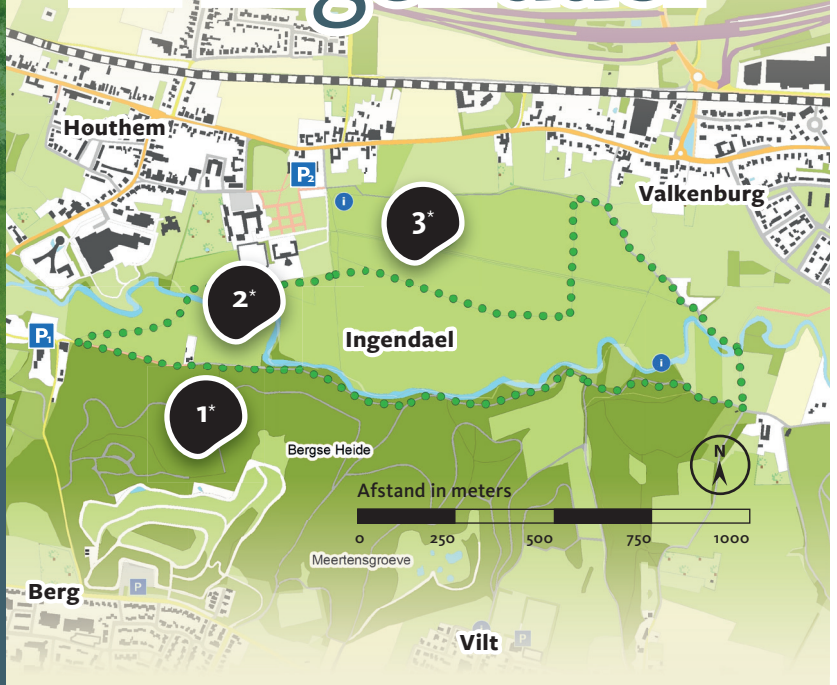 Houthem
P2
i
Valkenburg
3*
2*
P1
Ingendael
i
1*
Bergse Heide
N
Afstand in meters
0 250 500 750 1000
Meertensgroeve
P
Berg
Vilt
P